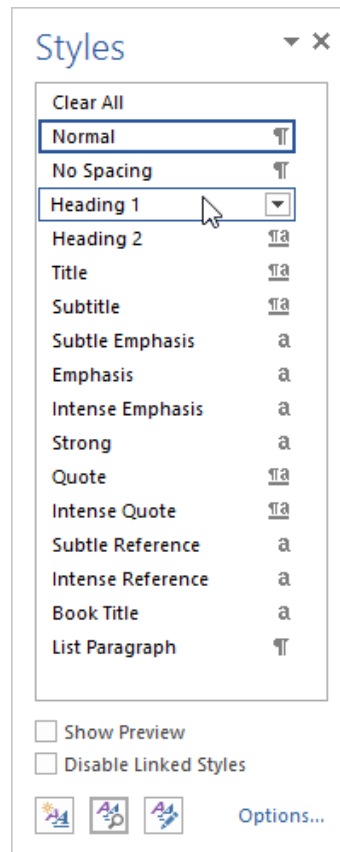 Styles
Clear All
Normal ¶
No Spacing ¶
Heading 1
Heading 2 ¶a
Title ¶a
Subtitle ¶a
Subtle Emphasis a
Emphasis a
Intense Emphasis a
Strong a
Quote ¶a
Intense Quote ¶a
Subtle Reference a
Intense Reference a
Book Title a
List Paragraph ¶
Show Preview
Disable Linked Styles
Options...